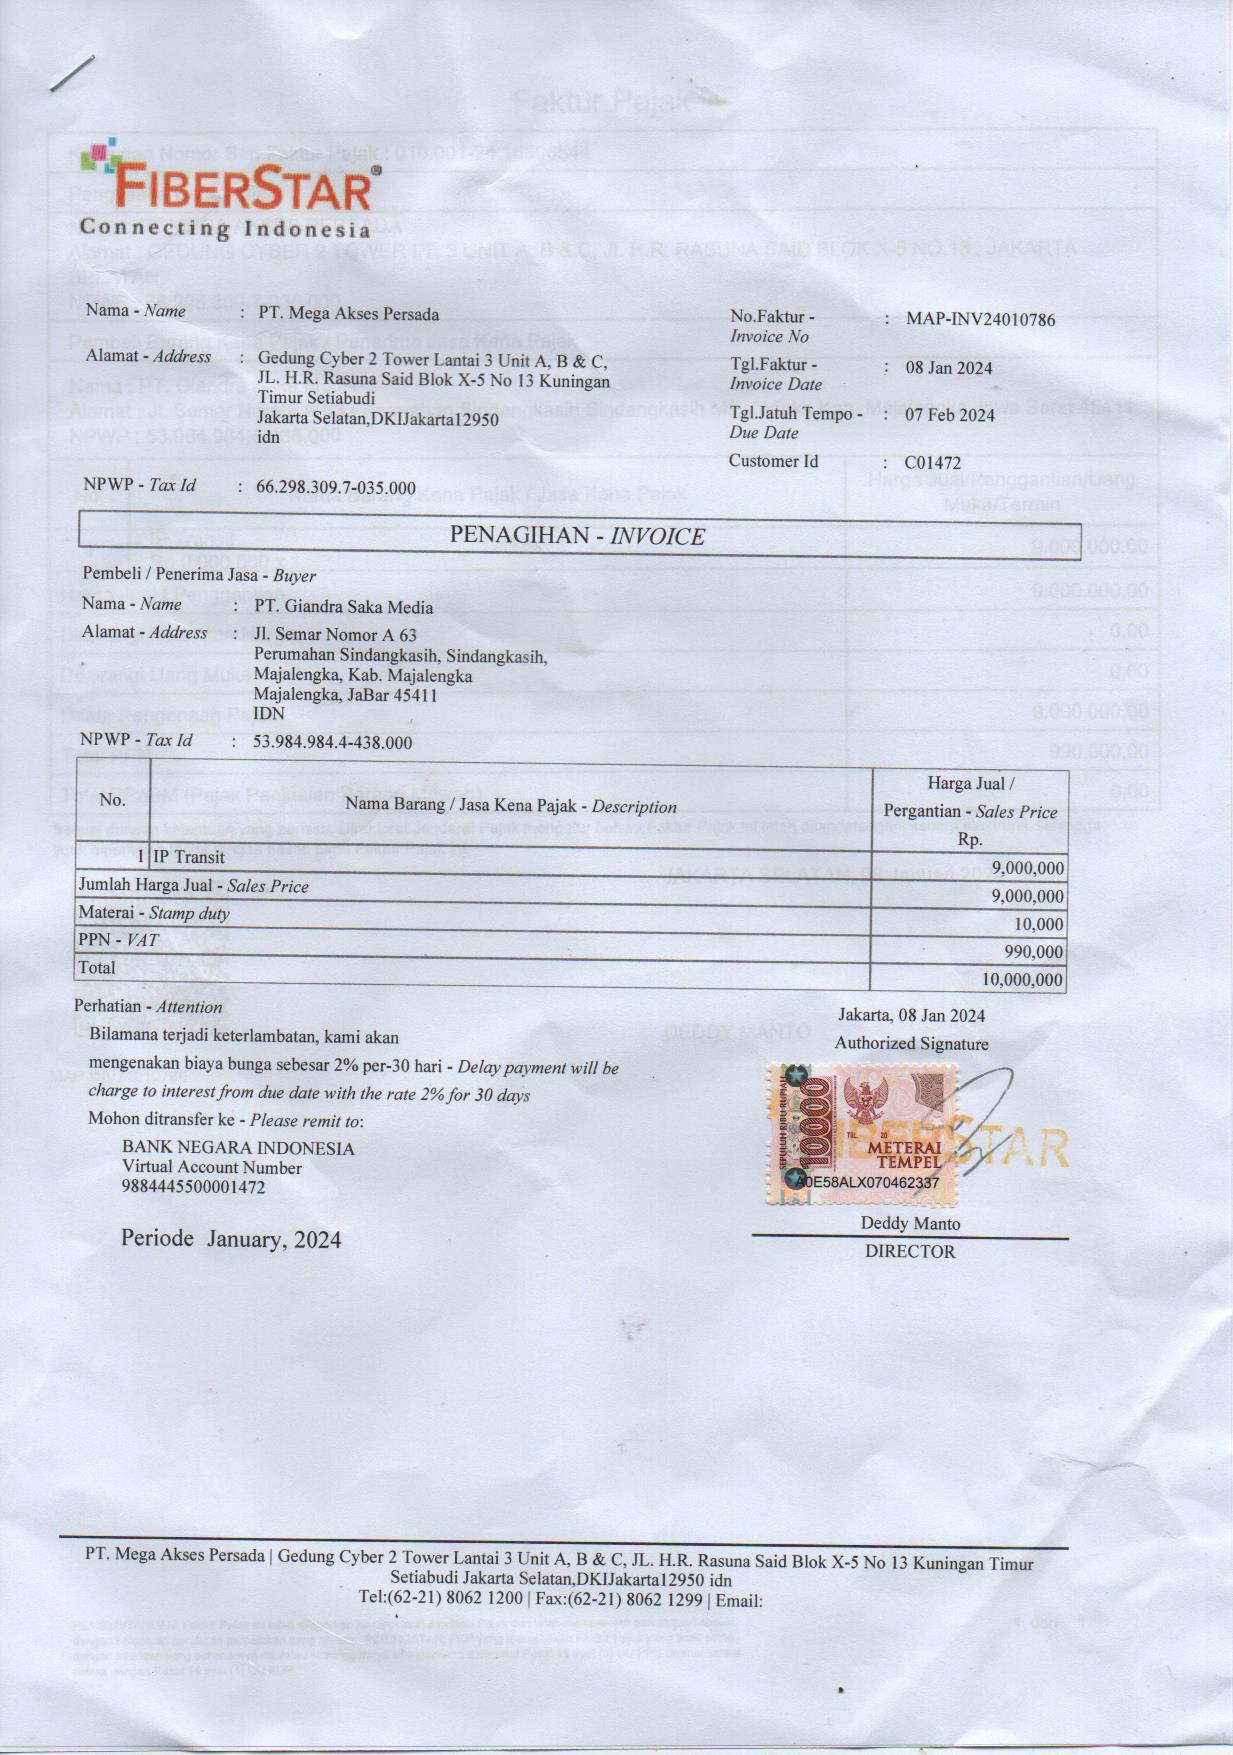 FIBERSTAR®
Connecting Indonesia
Nama - Name : PT. Mega Akses Persada
Alamat - Address : Gedung Cyber 2 Tower Lantai 3 Unit A, B & C,
JL. H.R. Rasuna Said Blok X-5 No 13 Kuningan
Timur Setiabudi
Jakarta Selatan,DKIJakarta12950
idn
NPWP - Tax Id : 66.298.309.7-035.000
No.Faktur - : MAP-INV24010786
Invoice No
Tgl.Faktur - : 08 Jan 2024
Invoice Date
Tgl.Jatuh Tempo - : 07 Feb 2024
Due Date
Customer Id : C01472
PENAGIHAN - INVOICE
Pembeli / Penerima Jasa - Buyer
Nama - Name : PT. Giandra Saka Media
Alamat - Address : Jl. Semar Nomor A 63
Perumahan Sindangkasih, Sindangkasih,
Majalengka, Kab. Majalengka
Majalengka, JaBar 45411
IDN
NPWP - Tax Id : 53.984.984.4-438.000
No. Nama Barang / Jasa Kena Pajak - Description
Harga Jual /
Pergantian - Sales Price
Rp.
1 IP Transit 9,000,000
Jumlah Harga Jual - Sales Price 9,000,000
Materai - Stamp duty 10,000
PPN - VAT 990,000
Total 10,000,000
Perhatian - Attention
Bilamana terjadi keterlambatan, kami akan
mengenakan biaya bunga sebesar 2% per-30 hari - Delay payment will be
charge to interest from due date with the rate 2% for 30 days
Mohon ditransfer ke - Please remit to:
BANK NEGARA INDONESIA
Virtual Account Number
9884445500001472
Periode January, 2024
Jakarta, 08 Jan 2024
Authorized Signature
SEPULUH RIBU RUPIAH
10000
TGL. 20
METERAI
TEMPEL
A0E58ALX070462337
FIBERSTAR
Deddy Manto
DIRECTOR
PT. Mega Akses Persada | Gedung Cyber 2 Tower Lantai 3 Unit A, B & C, JL. H.R. Rasuna Said Blok X-5 No 13 Kuningan Timur
Setiabudi Jakarta Selatan,DKIJakarta12950 idn
Tel:(62-21) 8062 1200 | Fax:(62-21) 8062 1299 | Email: